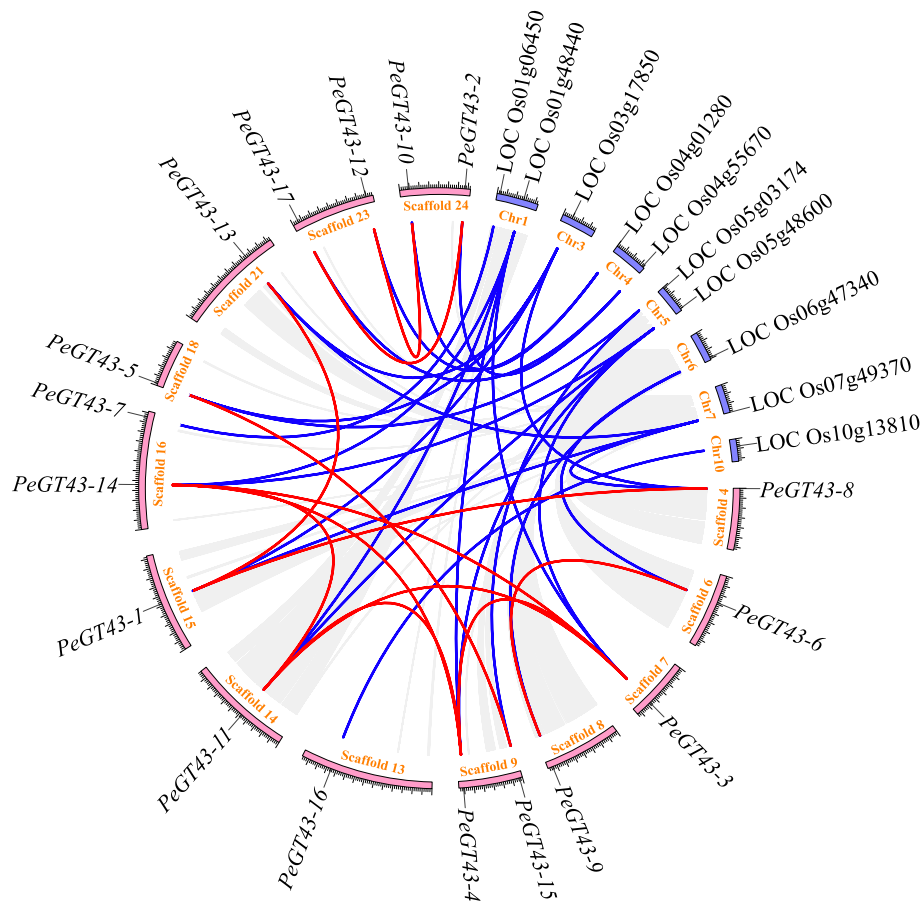 LOC Os01g06450
LOC Os01g48440
LOC Os03g17850
LOC Os04g01280
LOC Os04g55670
LOC Os05g03174
LOC Os05g48600
LOC Os06g47340
LOC Os07g49370
LOC Os10g13810
PeGT43-8
PeGT43-6
PeGT43-3
PeGT43-9
PeGT43-15
PeGT43-4
PeGT43-16
PeGT43-11
PeGT43-1
PeGT43-14
PeGT43-7
PeGT43-5
PeGT43-13
PeGT43-17
PeGT43-12
PeGT43-10
PeGT43-2
Chr1
Chr3
Chr4
Chr5
Chr6
Chr7
Chr10
Scaffold 4
Scaffold 6
Scaffold 7
Scaffold 8
Scaffold 9
Scaffold 13
Scaffold 14
Scaffold 15
Scaffold 16
Scaffold 18
Scaffold 21
Scaffold 23
Scaffold 24